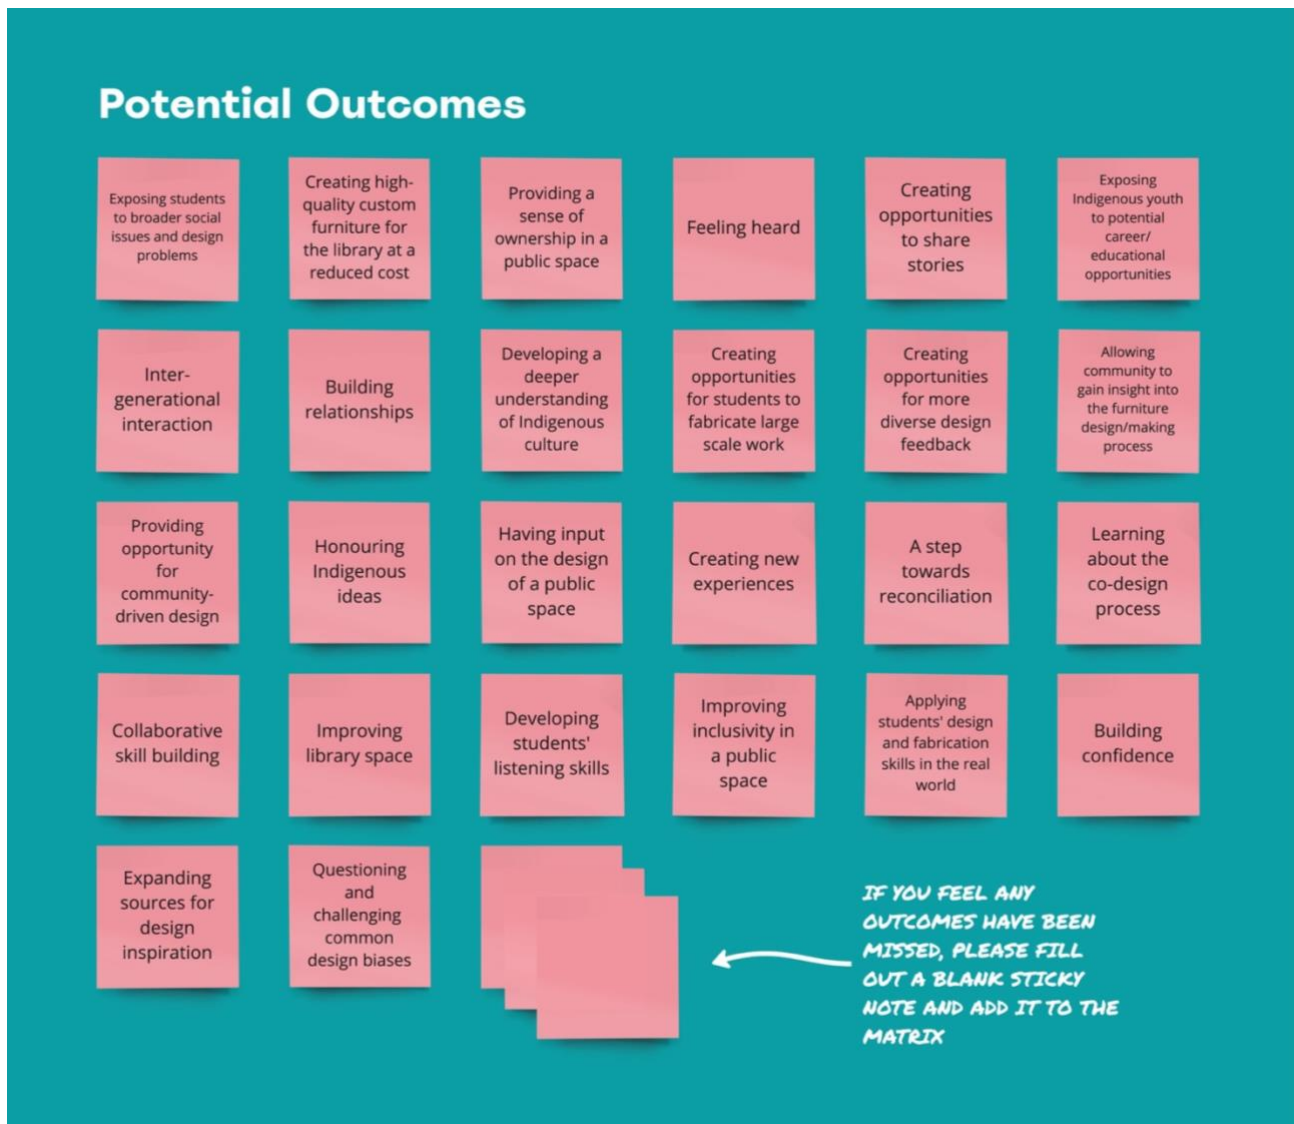 Potential Outcomes
Exposing students
to broader social
issues and design
problems
Creating high-
quality custom
furniture for
the library at a
reduced cost
Providing a
sense of
ownership in a
public space
Feeling heard
Creating
opportunities
to share
stories
Exposing
Indigenous youth
to potential
career/
educational
opportunities
Inter-
generational
interaction
Building
relationships
Developing a
deeper
understanding
of Indigenous
culture
Creating
opportunities
for students to
fabricate large
scale work
Creating
opportunities
for more
diverse design
feedback
Allowing
community to
gain insight into
the furniture
design/making
process
Providing
opportunity
for
community-
driven design
Honouring
Indigenous
ideas
Having input
on the design
of a public
space
Creating new
experiences
A step
towards
reconciliation
Learning
about the
co-design
process
Collaborative
skill building
Improving
library space
Developing
students'
listening skills
Improving
inclusivity in
a public
space
Applying
students' design
and fabrication
skills in the real
world
Building
confidence
Expanding
sources for
design
inspiration
Questioning
and
challenging
common
design biases
IF YOU FEEL ANY
OUTCOMES HAVE BEEN
MISSED, PLEASE FILL
OUT A BLANK STICKY
NOTE AND ADD IT TO THE
MATRIX